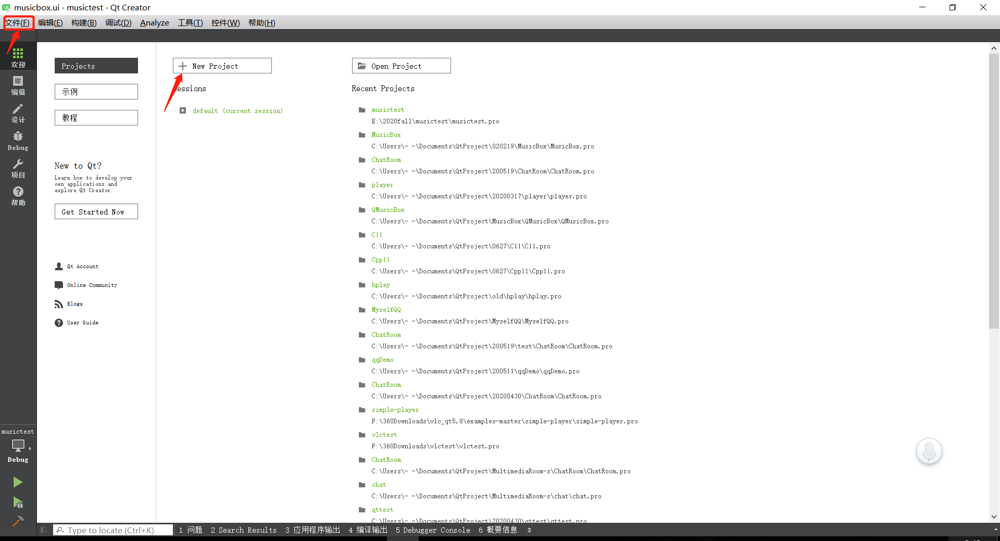 musicbox.ui - musictest - Qt Creator
文件(F) 编辑(E) 构建(B) 调试(D) Analyze 工具(T) 控件(W) 帮助(H)
欢迎
编辑
设计
Debug
项目
帮助
musictest
Debug
Projects
示例
教程
New to Qt?
Learn how to develop your
own applications and
explore Qt Creator.
Get Started Now
Qt Account
Online Community
Blogs
User Guide
New Project
essions
default (current session)
Open Project
Recent Projects
musictest
E:\2020fall\musictest\musictest.pro
MusicBox
C:\Users\- -\Documents\QtProject\020219\MusicBox\MusicBox.pro
ChatRoom
C:\Users\- -\Documents\QtProject\200519\ChatRoom\ChatRoom.pro
player
C:\Users\- -\Documents\QtProject\20200317\player\player.pro
QMusicBox
C:\Users\- -\Documents\QtProject\MusicBox\QMusicBox\QMusicBox.pro
C11
C:\Users\- -\Documents\QtProject\0627\C11\C11.pro
Cpp11
C:\Users\- -\Documents\QtProject\0627\Cpp11\Cpp11.pro
hplay
C:\Users\- -\Documents\QtProject\old\hplay\hplay.pro
MyselfQQ
C:\Users\- -\Documents\QtProject\MyselfQQ\MyselfQQ.pro
ChatRoom
C:\Users\- -\Documents\QtProject\200519\test\ChatRoom\ChatRoom.pro
qqDemo
C:\Users\- -\Documents\QtProject\200511\qqDemo\qqDemo.pro
ChatRoom
C:\Users\- -\Documents\QtProject\20200430\ChatRoom\ChatRoom.pro
simple-player
F:\360Downloads\vlc_qt5.8\examples-master\simple-player\simple-player.pro
vlctest
F:\360Downloads\vlctest\vlctest.pro
ChatRoom
C:\Users\- -\Documents\QtProject\MultimediaRoom-s\ChatRoom\ChatRoom.pro
chat
C:\Users\- -\Documents\QtProject\MultimediaRoom-s\chat\chat.pro
qttest
C:\Users\- -\Documents\QtProject\20200430\qttest\qttest.pro
Type to locate (Ctrl+K) 1 问题 2 Search Results 3 应用程序输出 4 编译输出 5 Debugger Console 6 概要信息